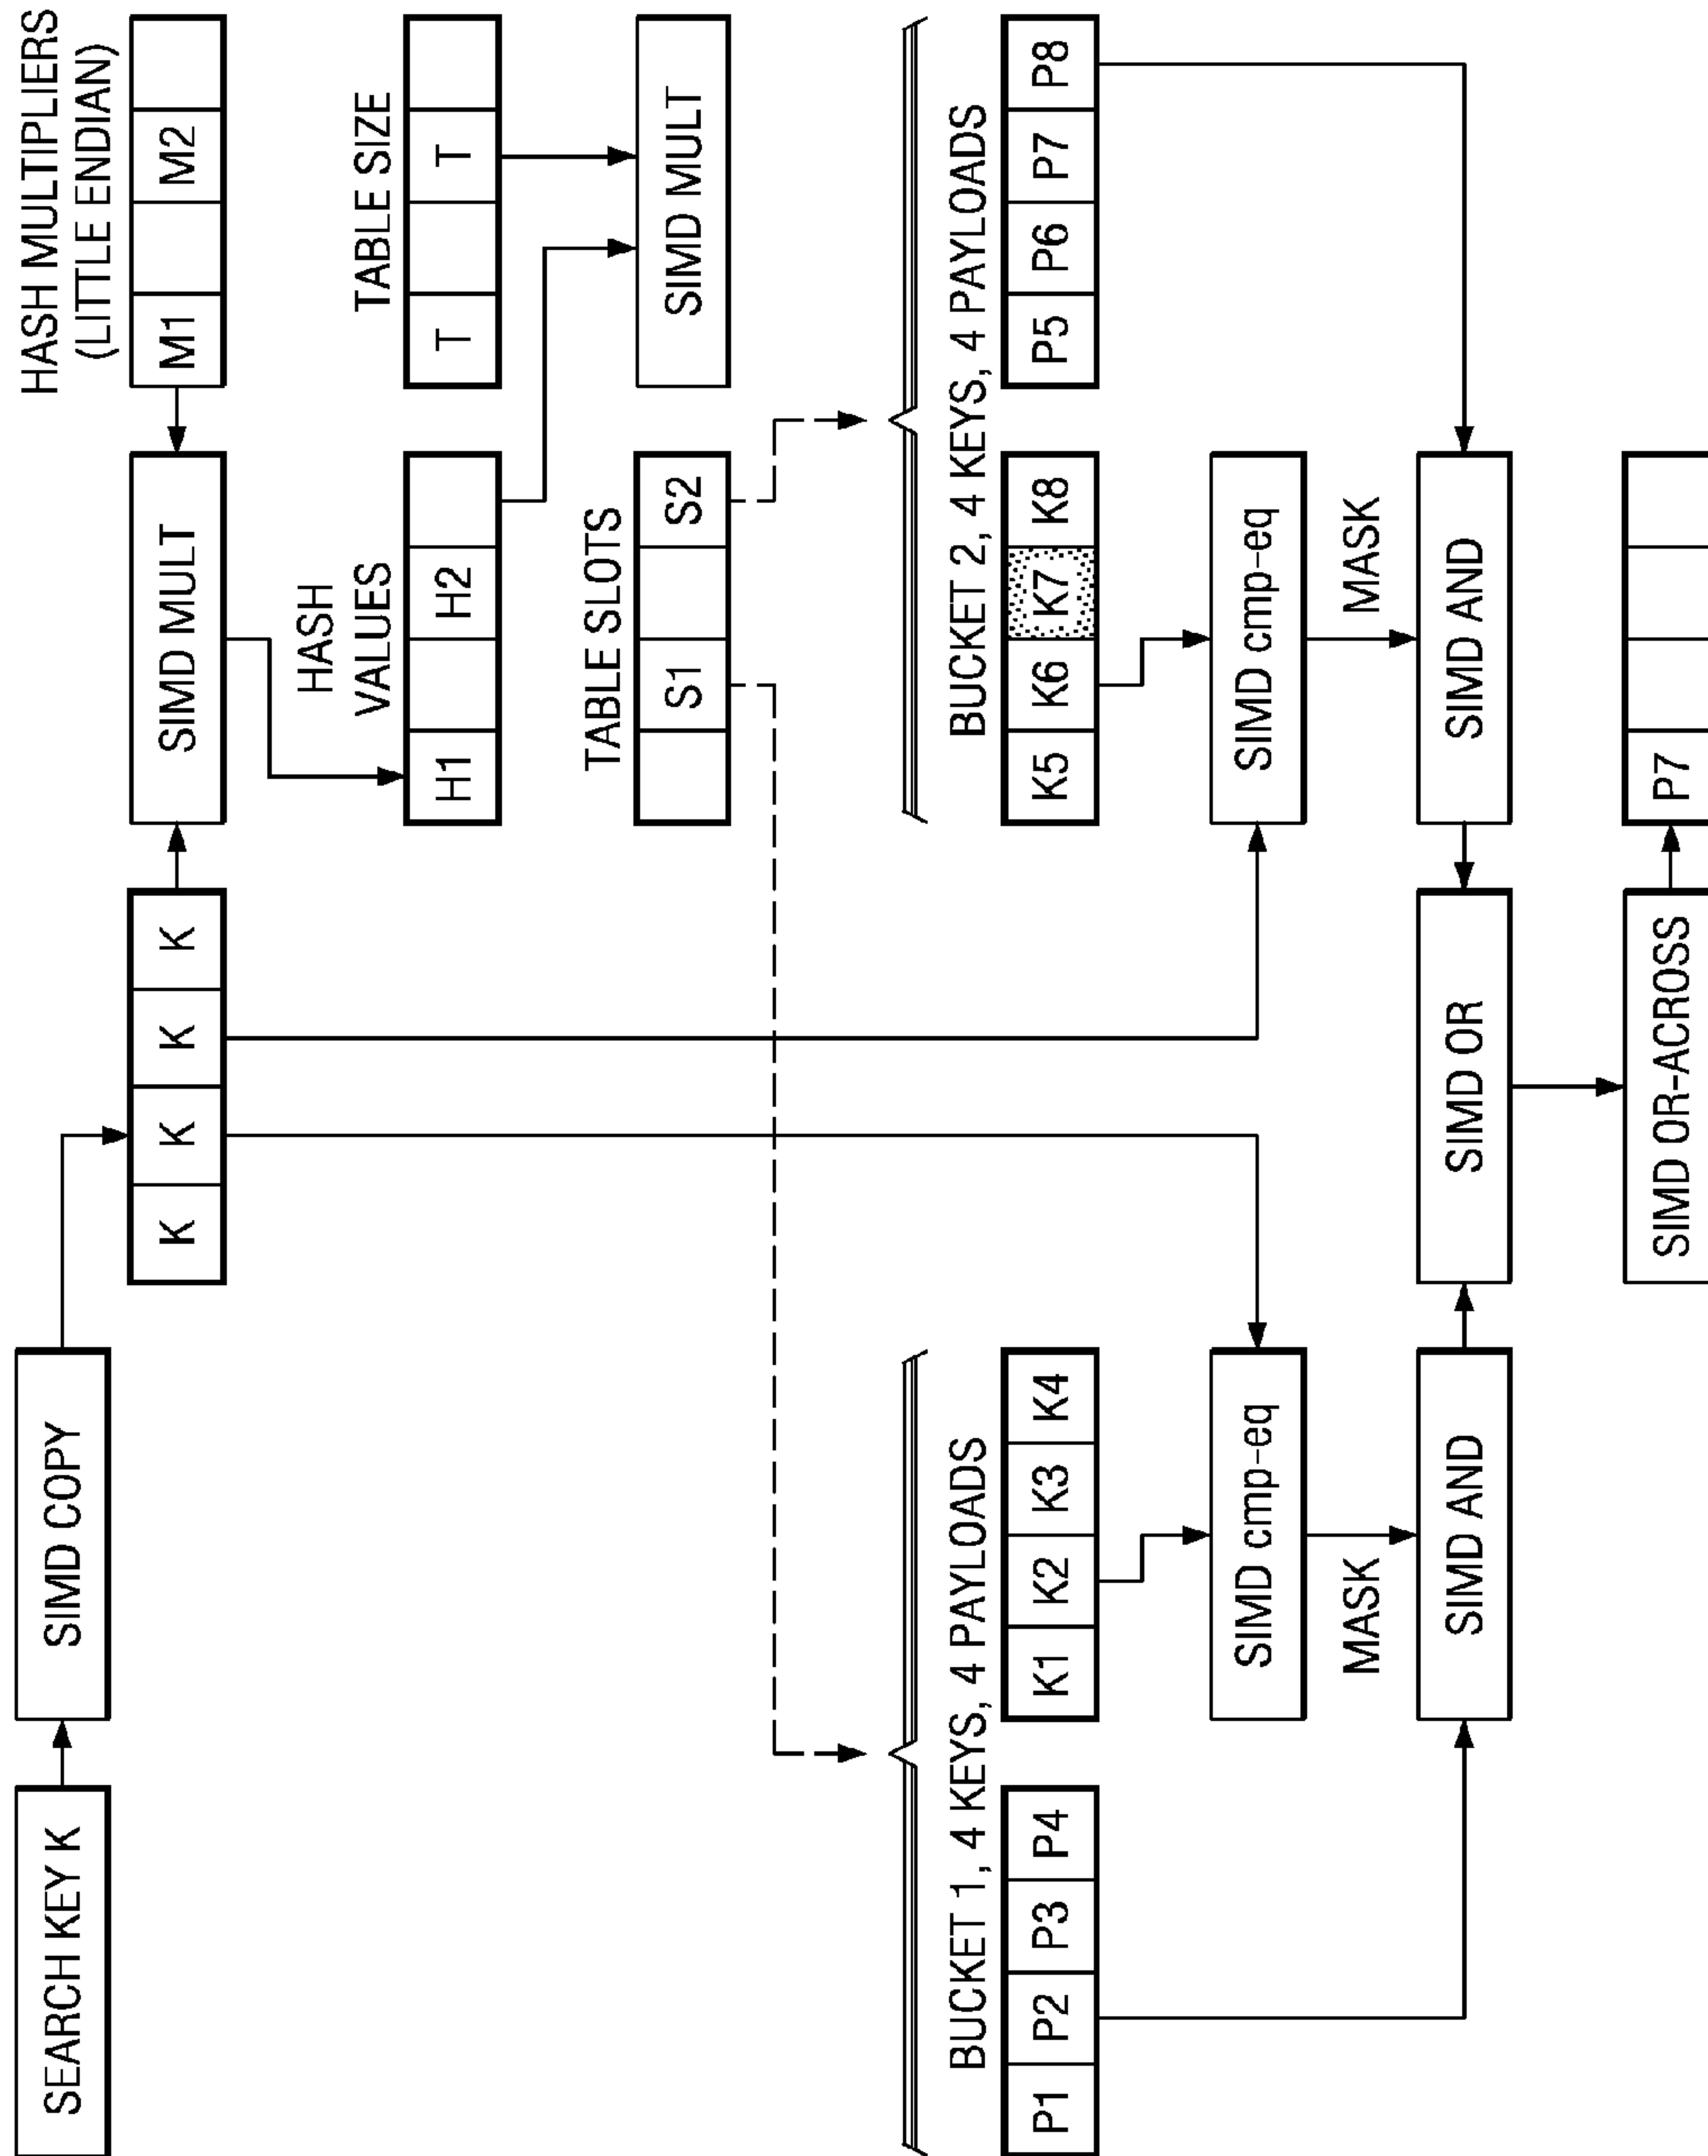 SEARCH KEY K
SIMD COPY
K K K K
SIMD MULT
HASH MULTIPLIERS
(LITTLE ENDIAN)
M1 M2
HASH
VALUES
H1 H2
TABLE SIZE
T T
TABLE SLOTS
S1 S2
SIMD MULT
BUCKET 1, 4 KEYS, 4 PAYLOADS
P1 P2 P3 P4
K1 K2 K3 K4
BUCKET 2, 4 KEYS, 4 PAYLOADS
K5 K6 K7 K8
P5 P6 P7 P8
SIMD cmp-eq
SIMD cmp-eq
MASK
MASK
SIMD AND
SIMD OR
SIMD AND
SIMD OR-ACROSS
P7